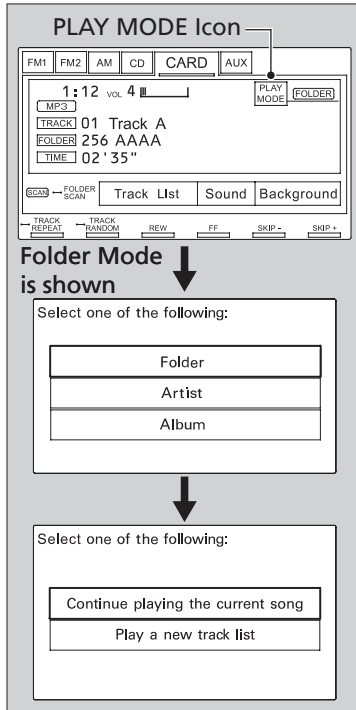 PLAY MODE Icon
FM1 FM2 AM CD CARD AUX
1:12 VOL 4 PLAY MODE FOLDER
MP3
TRACK 01 Track A
FOLDER 256 AAAA
TIME 02'35"
SCAN ↔ FOLDER SCAN Track LIst Sound Background
↔ TRACK REPEAT ↔ TRACK RANDOM REW FF SKIP - SKIP +
Folder Mode
is shown
Select one of the following:
Folder
Artist
Album
Select one of the following:
Continue playing the current song
Play a new track list